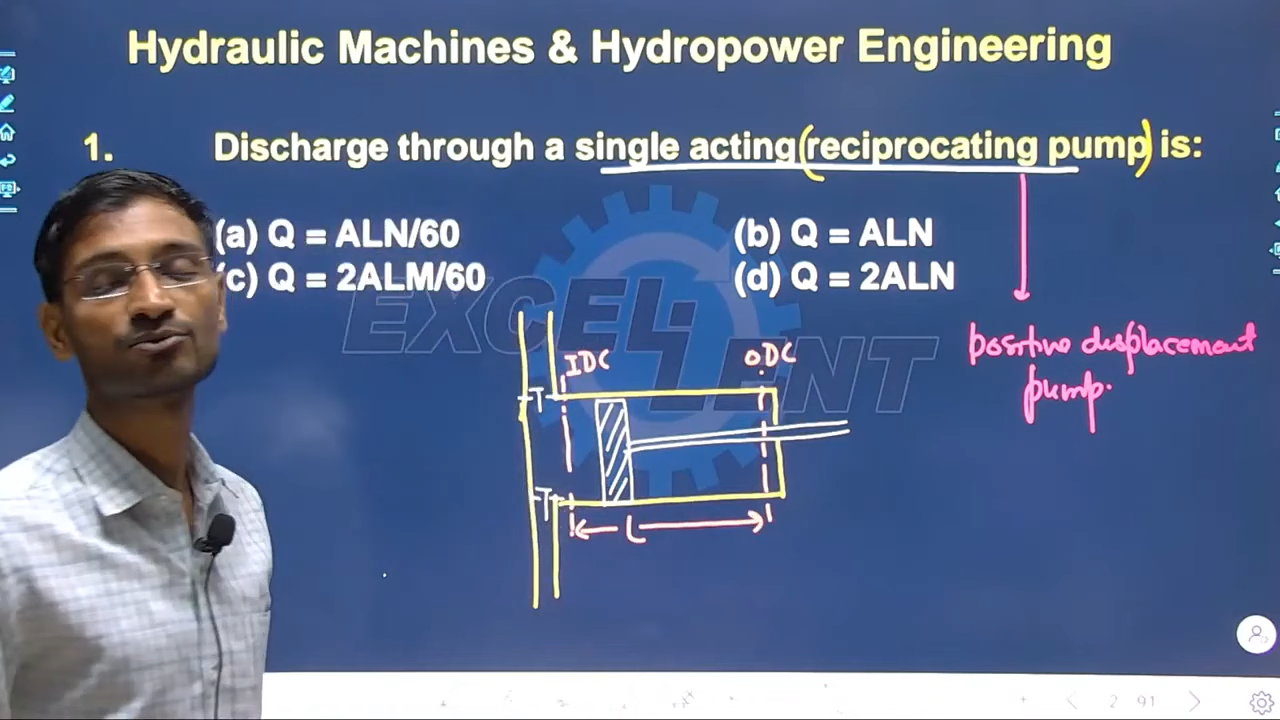 Hydraulic Machines & Hydropower Engineering
1. Discharge through a single acting (reciprocating pump) is:
(a) Q = ALN/60 (b) Q = ALN
(c) Q = 2ALM/60 (d) Q = 2ALN
EXCELLENT
IDC ODC
positive displacement
pump.
L
2 91